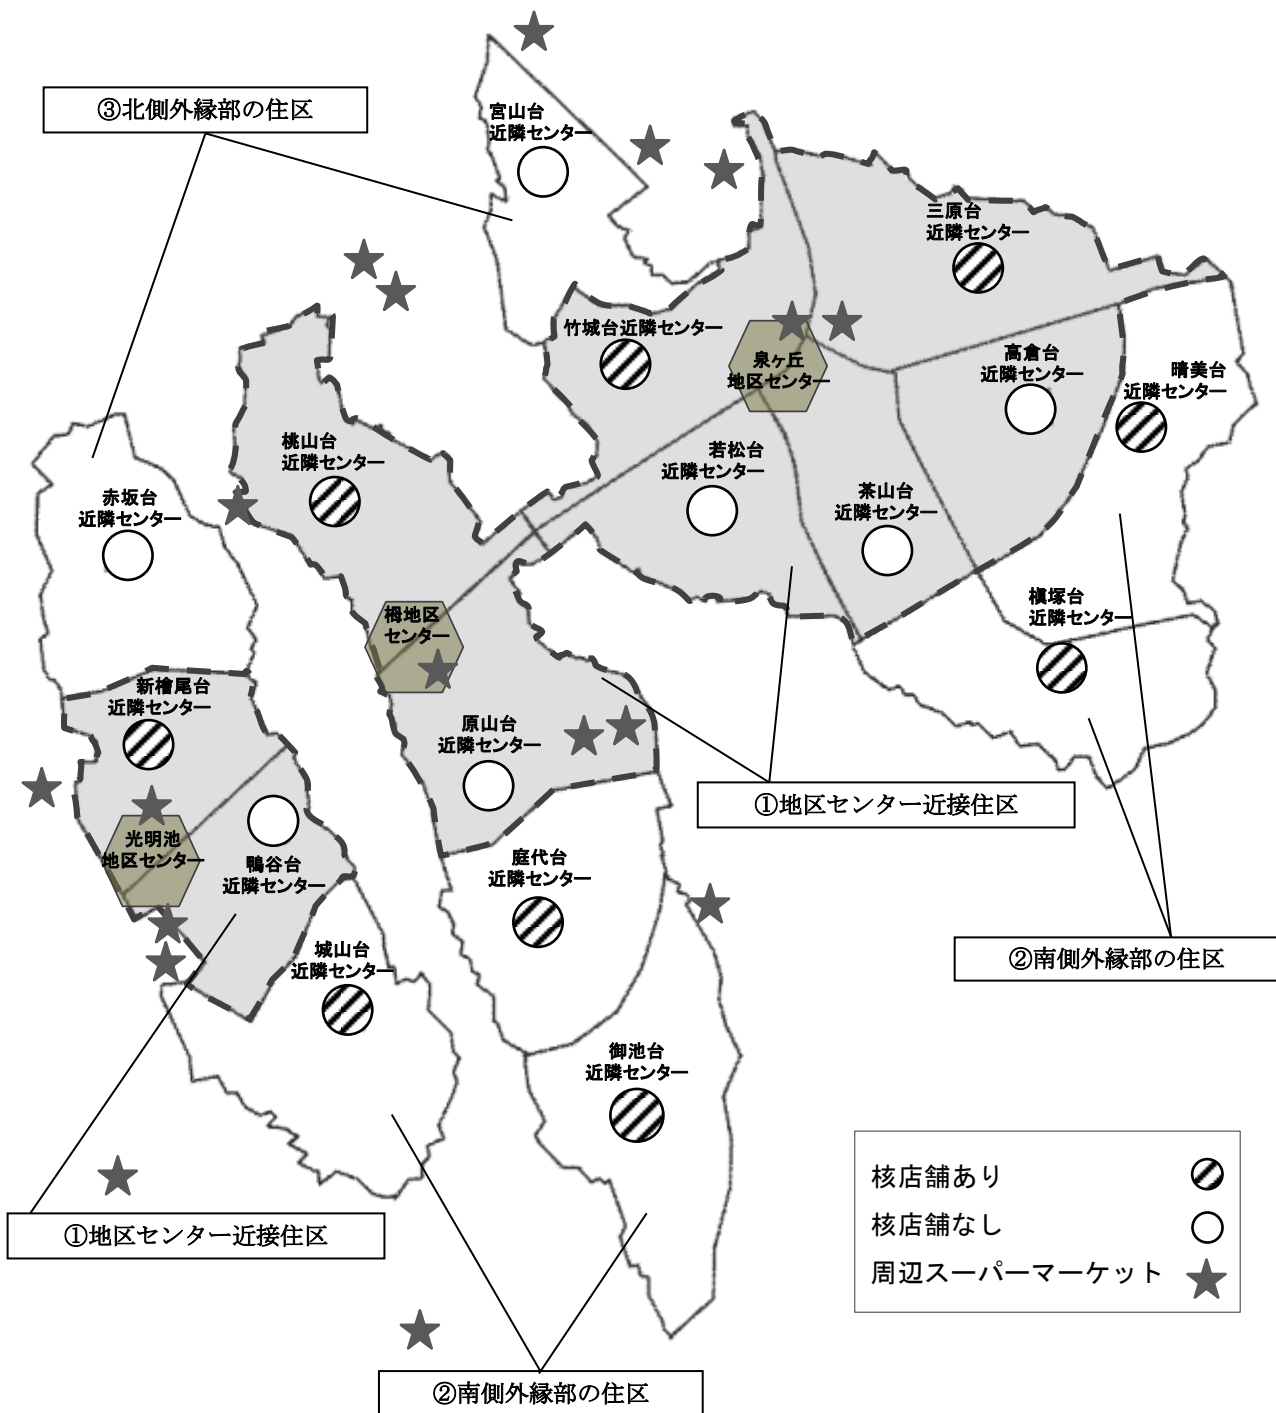 ③北側外縁部の住区
宮山台
近隣センター
三原台
近隣センター
竹城台近隣センター
泉ヶ丘
地区センター
高倉台
近隣センター
晴美台
近隣センター
桃山台
近隣センター
若松台
近隣センター
茶山台
近隣センター
赤坂台
近隣センター
栂地区
センター
槇塚台
近隣センター
新檜尾台
近隣センター
原山台
近隣センター
①地区センター近接住区
光明池
地区センター
鴨谷台
近隣センター
庭代台
近隣センター
城山台
近隣センター
②南側外縁部の住区
御池台
近隣センター
①地区センター近接住区
核店舗あり
核店舗なし
周辺スーパーマーケット
②南側外縁部の住区